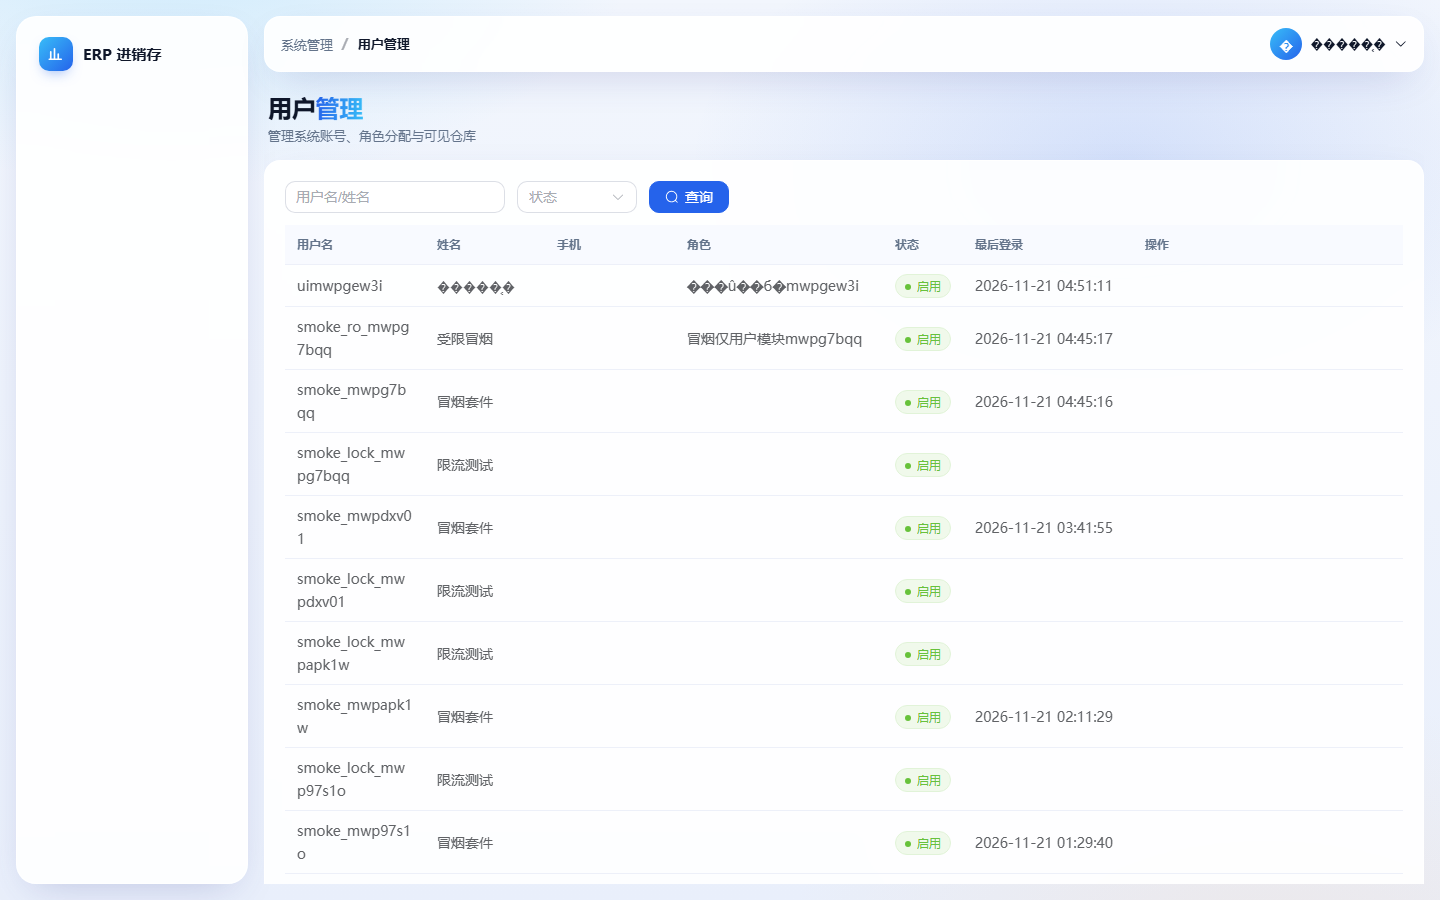 ERP 进销存
系统管理 / 用户管理
用户管理
管理系统账号、角色分配与可见仓库
用户名/姓名 状态 查询
用户名 姓名 手机 角色 状态 最后登录 操作
uimwpgew3i mwpgew3i 启用 2026-11-21 04:51:11
smoke_ro_mwpg
7bqq 受限冒烟 冒烟仅用户模块mwpg7bqq 启用 2026-11-21 04:45:17
smoke_mwpg7b
qq 冒烟套件 启用 2026-11-21 04:45:16
smoke_lock_mw
pg7bqq 限流测试 启用
smoke_mwpdxv0
1 冒烟套件 启用 2026-11-21 03:41:55
smoke_lock_mw
pdxv01 限流测试 启用
smoke_lock_mw
papk1w 限流测试 启用
smoke_mwpapk1
w 冒烟套件 启用 2026-11-21 02:11:29
smoke_lock_mw
p97s1o 限流测试 启用
smoke_mwp97s1
o 冒烟套件 启用 2026-11-21 01:29:40